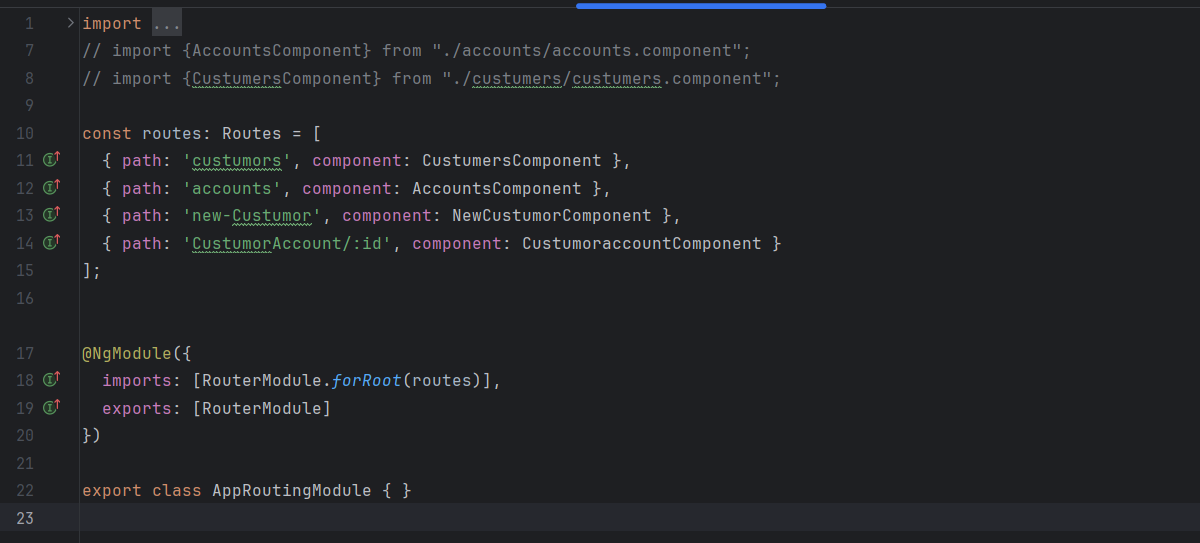 1 import ...
7 // import {AccountsComponent} from "./accounts/accounts.component";
8 // import {CustumersComponent} from "./custumers/custumers.component";
9
10 const routes: Routes = [
11 { path: 'custumors', component: CustumersComponent },
12 { path: 'accounts', component: AccountsComponent },
13 { path: 'new-Custumor', component: NewCustumorComponent },
14 { path: 'CustumorAccount/:id', component: CustumoraccountComponent }
15 ];
16
17 @NgModule({
18 imports: [RouterModule.forRoot(routes)],
19 exports: [RouterModule]
20 })
21
22 export class AppRoutingModule { }
23